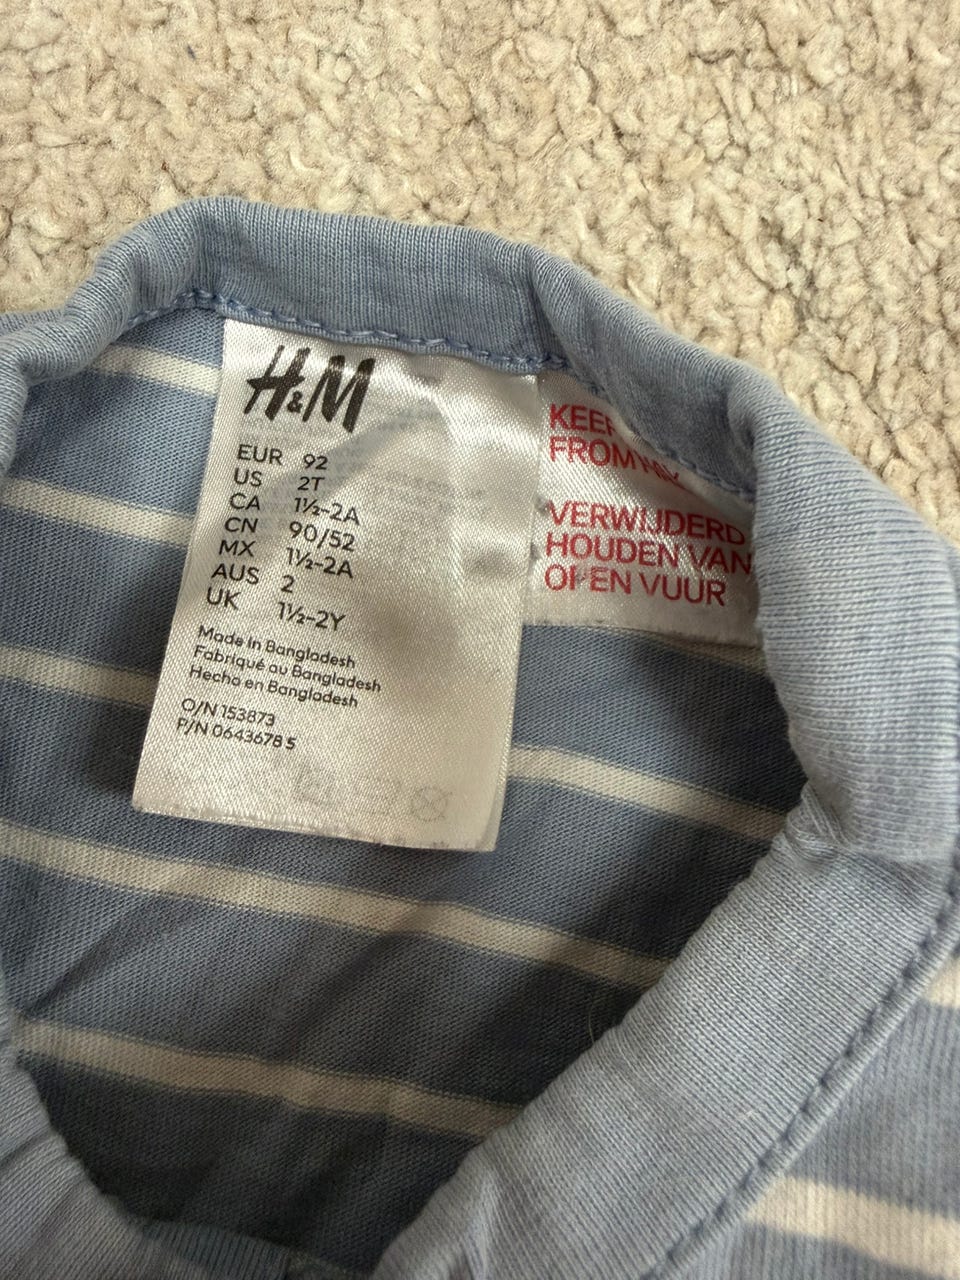 H&M
EUR 92
US 2T
CA 1½-2A
CN 90/52
MX 1½-2A
AUS 2
UK 1½-2Y
Made in Bangladesh
Fabriqué au Bangladesh
Hecho en Bangladesh
O/N 153873
P/N 0643678 5
KEEP
FROM
VERWIJDERD
HOUDEN VAN
OPEN VUUR